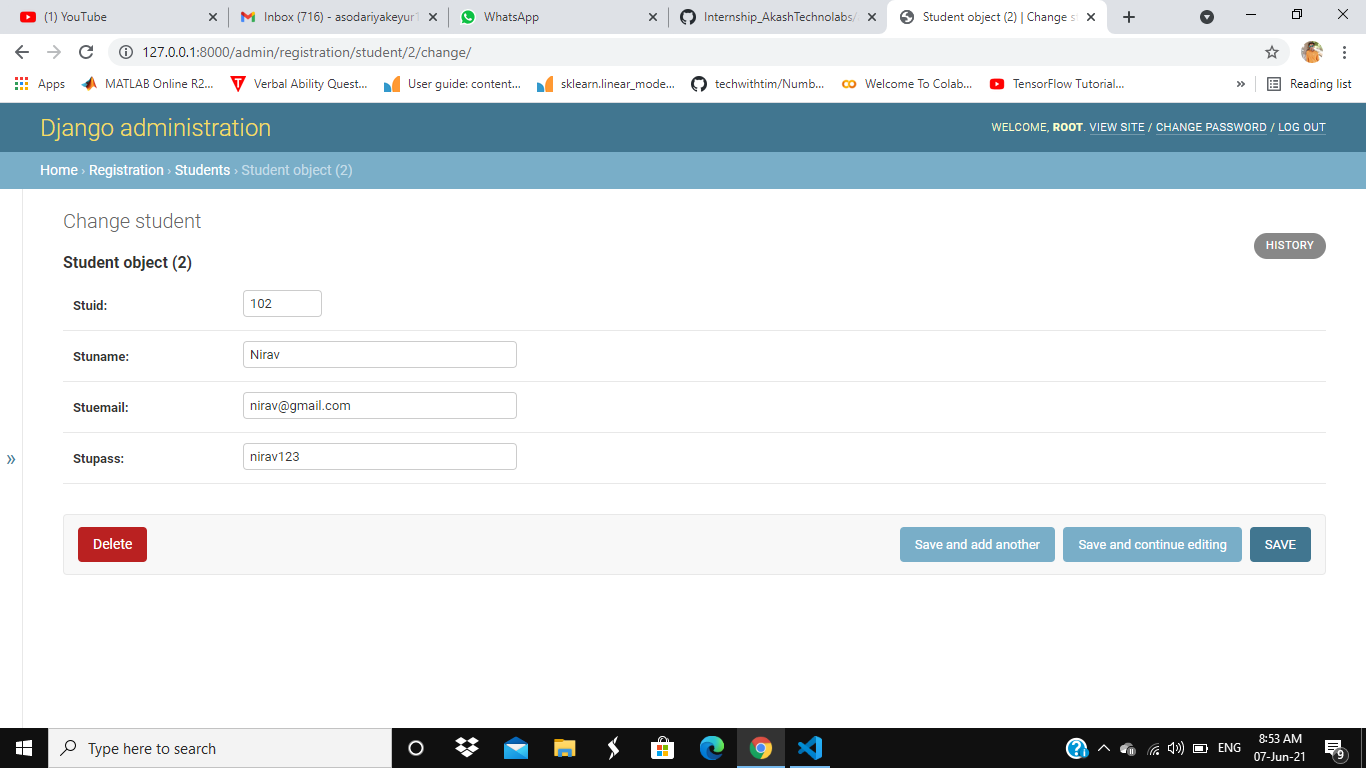 (1) YouTube
Inbox (716) - asodariyakeyur1
WhatsApp
Internship_AkashTechnolabs/
Student object (2) | Change s
127.0.0.1:8000/admin/registration/student/2/change/
Apps
MATLAB Online R2...
Verbal Ability Quest...
User guide: content...
sklearn.linear_mode...
techwithtim/Numb...
Welcome To Colab...
TensorFlow Tutorial...
»
Reading list
Django administration
WELCOME, ROOT. VIEW SITE / CHANGE PASSWORD / LOG OUT
Home › Registration › Students › Student object (2)
Change student
HISTORY
Student object (2)
Stuid: 102
Stuname: Nirav
Stuemail: nirav@gmail.com
Stupass: nirav123
»
Delete
Save and add another
Save and continue editing
SAVE
Type here to search
ENG
8:53 AM
07-Jun-21
9